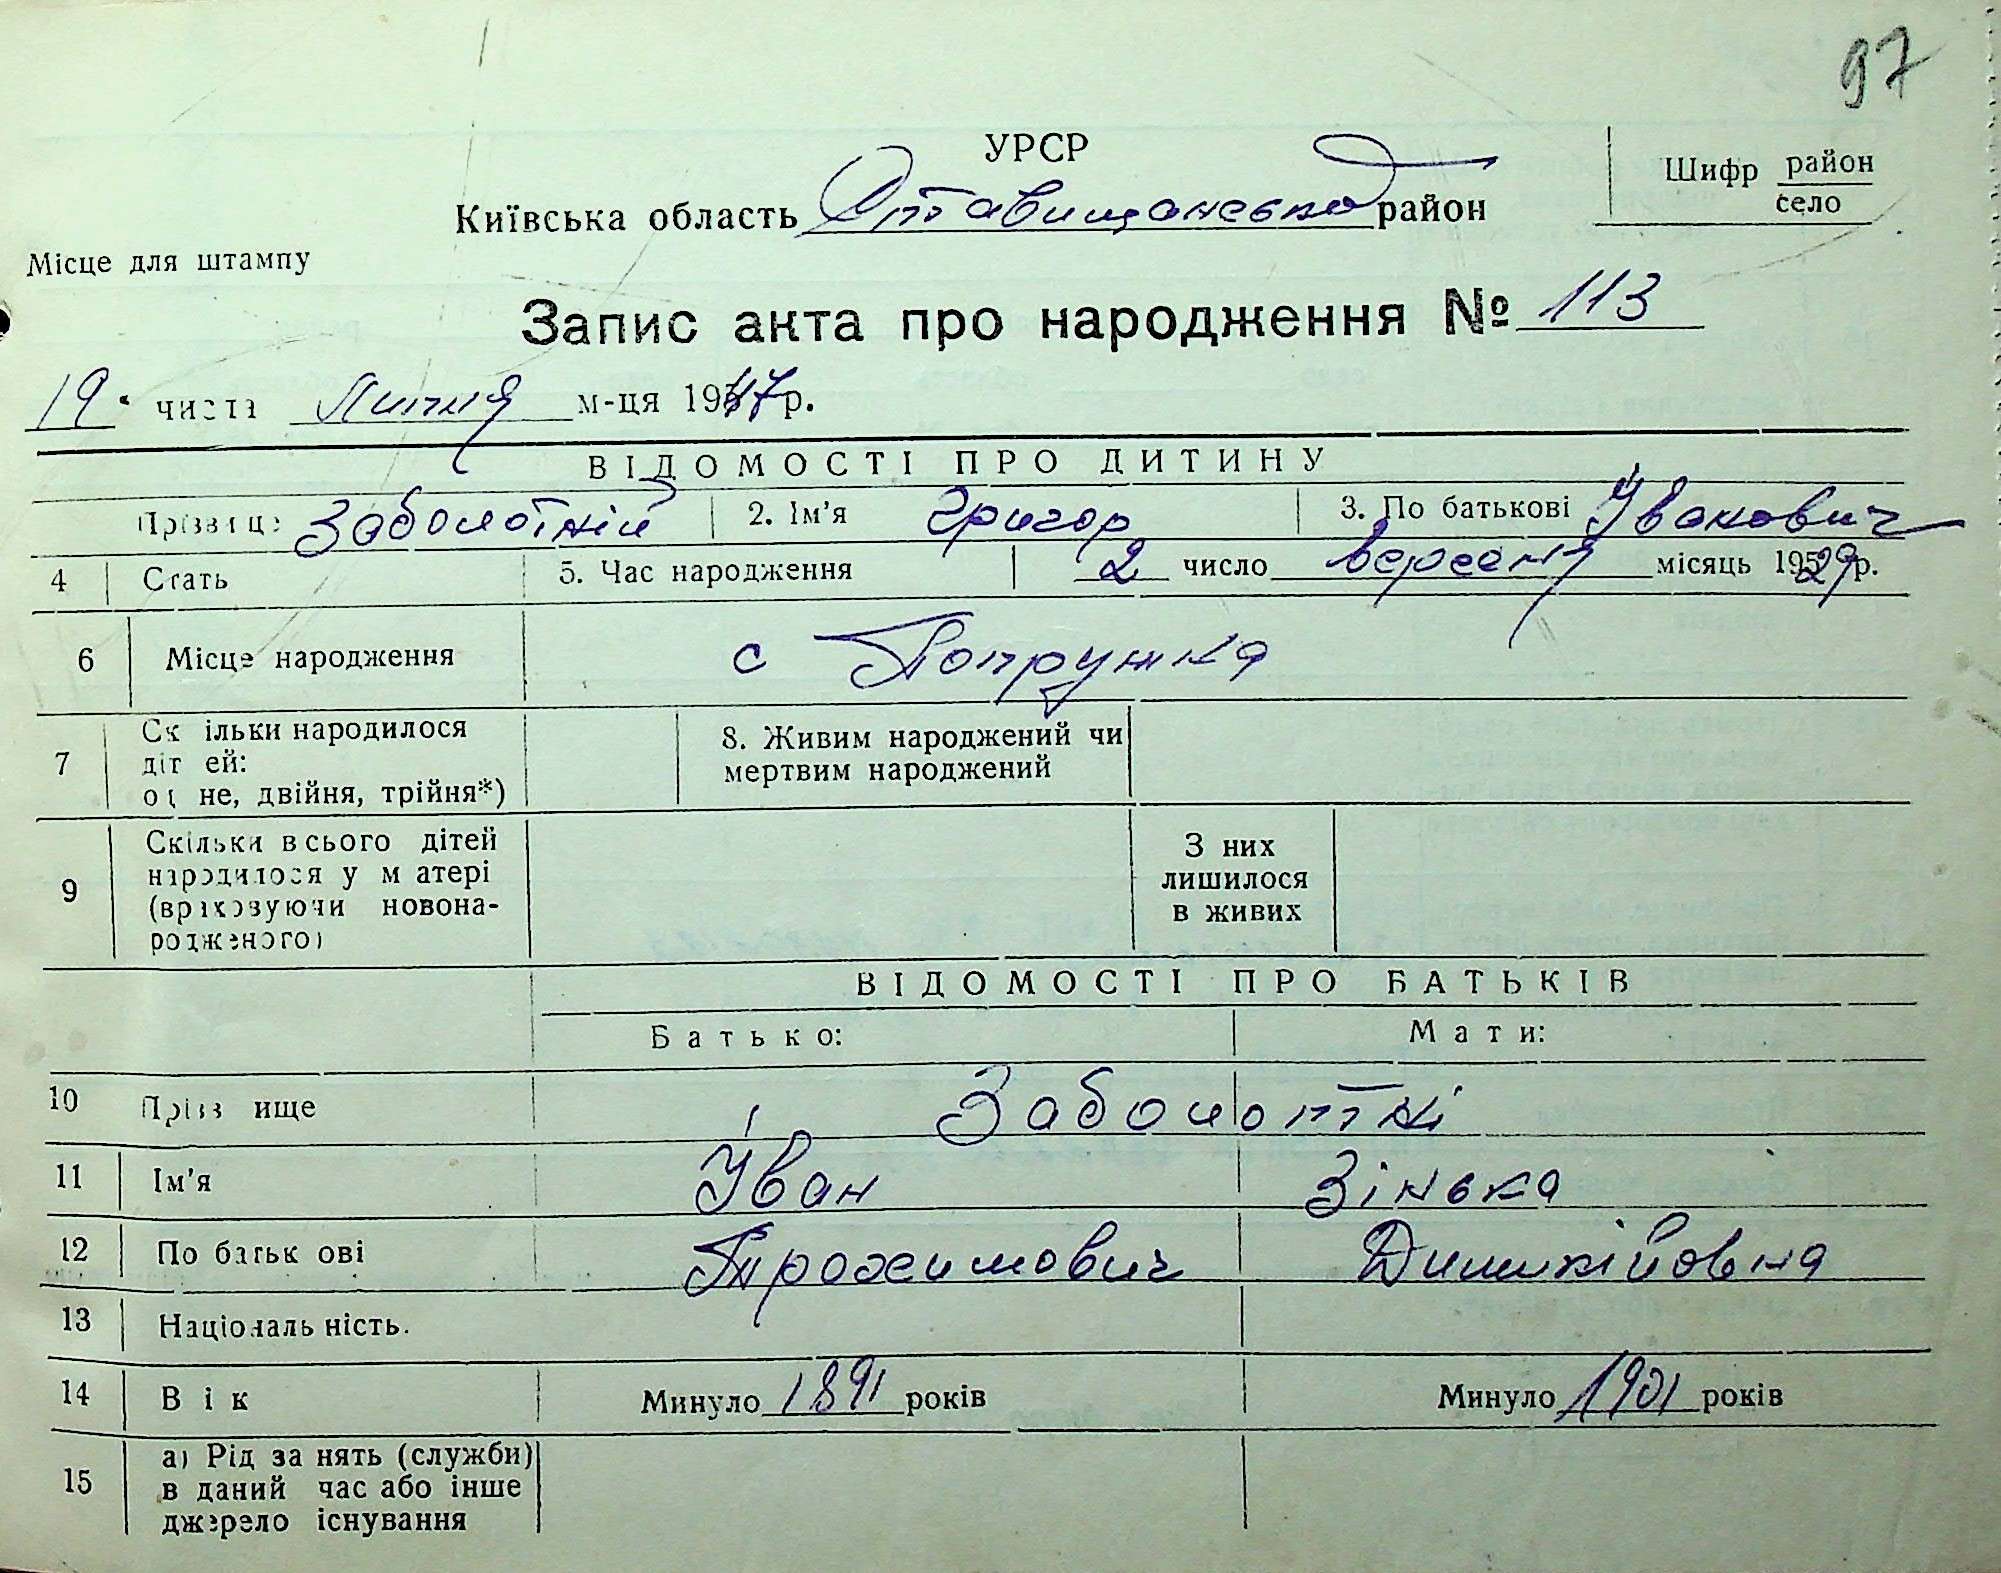 97
УРСР
Київська область Ставищанський район
Шифр район
село
Місце для штампу
Запис акта про народження № 113
19 числа Липня м-ця 1947 р.
ВІДОМОСТІ ПРО ДИТИНУ
Прізвище Заболотній 2. Ім'я Григор 3. По батькові Іванович
4 Стать 5. Час народження 2 число вересня місяць 1929 р.
6 Місце народження с Попружка
7 Скільки народилося дітей: одне, двійня, трійня*) 8. Живим народжений чи мертвим народжений
9 Скільки всього дітей народилося у матері (враховуючи новонародженого) З них лишилося в живих
ВІДОМОСТІ ПРО БАТЬКІВ
Батько: Мати:
10 Прізвище Заболотні
11 Ім'я Іван Зінька
12 По батькові Трохимович
13 Національність.
14 Вік Минуло 1891 років Минуло 1901 років
15 а) Рід занять (служби) в даний час або інше джерело існування